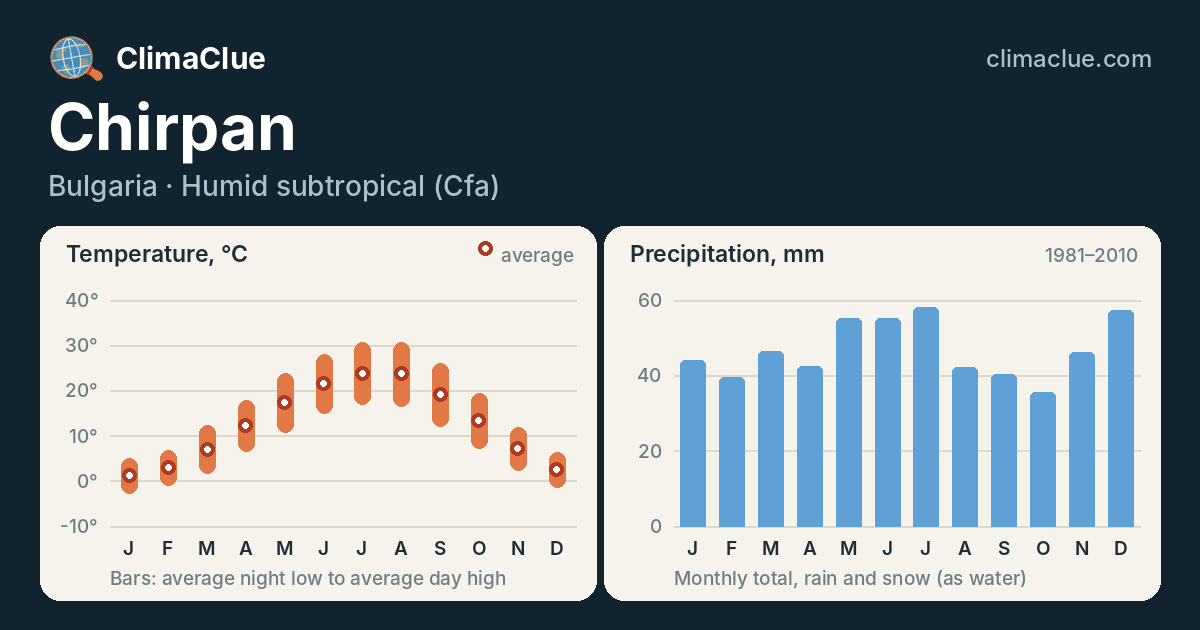 ClimaClue
climaclue.com
Chirpan
Bulgaria · Humid subtropical (Cfa)
Temperature, °C
average
40°
30°
20°
10°
0°
-10°
J F M A M J J A S O N D
Bars: average night low to average day high
Precipitation, mm
1981–2010
60
40
20
0
J F M A M J J A S O N D
Monthly total, rain and snow (as water)